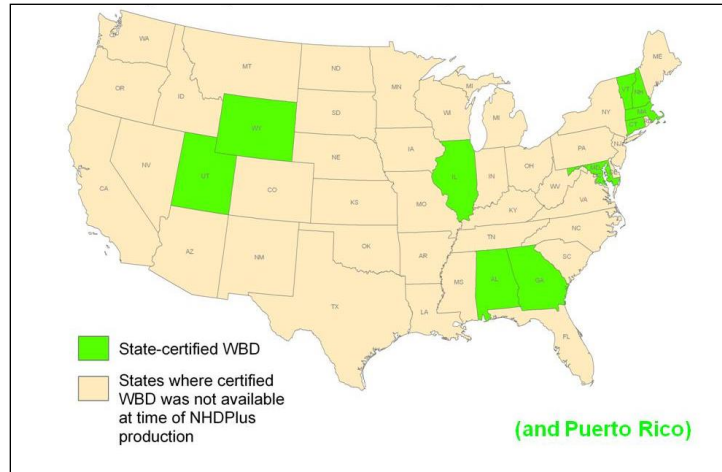 WA
MT
ND
MN
ME
OR
ID
SD
WI
MI
MI
NY
VT
NH
MA
CT
WY
NE
IA
PA
NJ
NV
UT
CO
IL
IN
OH
WV
VA
CA
KS
MO
KY
AZ
NM
OK
AR
TN
NC
SC
TX
LA
MS
AL
GA
FL
State-certified WBD
States where certified
WBD was not available
at time of NHDPlus
production
(and Puerto Rico)